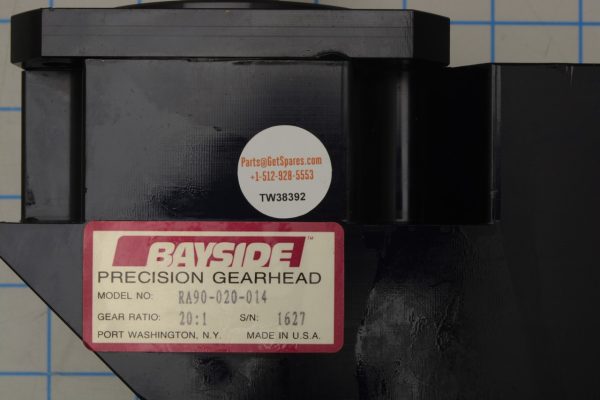 Parts@GetSpares.com
+1-512-928-5553
TW38392
BAYSIDE™
PRECISION GEARHEAD
MODEL NO: RA90-020-014
GEAR RATIO: 20:1 S/N: 1627
PORT WASHINGTON, N.Y. MADE IN U.S.A.